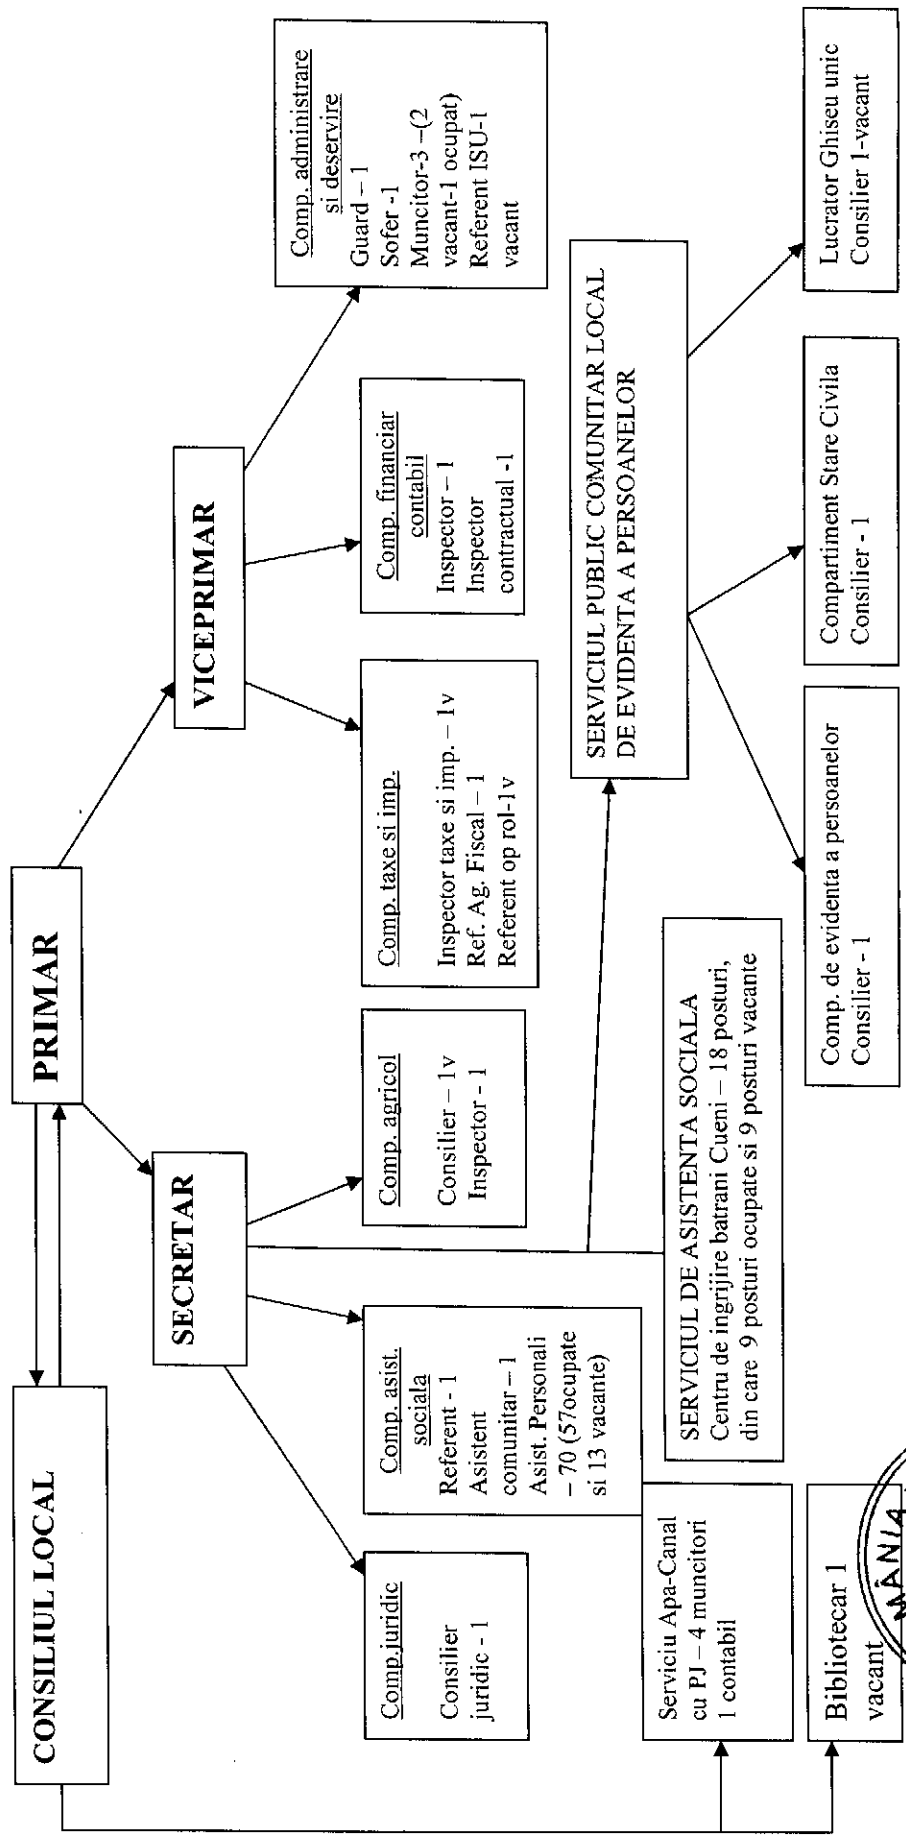 PRIMAR
CONSILIUL LOCAL
SECRETAR
VICEPRIMAR
Comp.juridic
Consilier
juridic - 1
Comp. asist.
sociala
Referent - 1
Asistent
comunitar – 1
Asist. Personali
– 70 (57ocupate
si 13 vacante)
Comp. agricol
Consilier – 1v
Inspector - 1
Comp. taxe si imp.
Inspector taxe si imp. – 1v
Ref. Ag. Fiscal – 1
Referent op rol-1v
Comp. financiar
contabil
Inspector – 1
Inspector
contractual -1
Comp. administrare
si deservire
Guard – 1
Sofer -1
Muncitor-3 –(2
vacant-1 ocupat)
Referent ISU-1
vacant
Serviciu Apa-Canal
cu PJ – 4 muncitori
1 contabil
SERVICIUL DE ASISTENTA SOCIALA
Centru de ingrijire batrani Cueni – 18 posturi,
din care 9 posturi ocupate si 9 posturi vacante
SERVICIUL PUBLIC COMUNITAR LOCAL
DE EVIDENTA A PERSOANELOR
Bibliotecar 1
vacant
Comp. de evidenta a persoanelor
Consilier - 1
Compartiment Stare Civila
Consilier - 1
Lucrator Ghiseu unic
Consilier 1-vacant